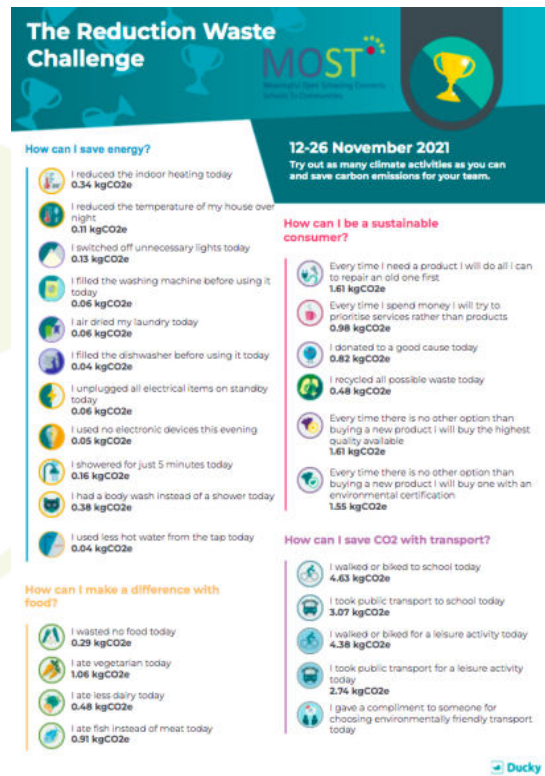 The Reduction Waste
Challenge
MOST
Meaningful Open Schooling Connects
Schools To Communities
12-26 November 2021
Try out as many climate activities as you can
and save carbon emissions for your team.
How can I save energy?
I reduced the indoor heating today
0.34 kgCO2e
I reduced the temperature of my house over
night
0.11 kgCO2e
I switched off unnecessary lights today
0.13 kgCO2e
I filled the washing machine before using it
today
0.06 kgCO2e
I air dried my laundry today
0.06 kgCO2e
I filled the dishwasher before using it today
0.04 kgCO2e
I unplugged all electrical items on standby
today
0.06 kgCO2e
I used no electronic devices this evening
0.05 kgCO2e
I showered for just 5 minutes today
0.16 kgCO2e
I had a body wash instead of a shower today
0.38 kgCO2e
I used less hot water from the tap today
0.04 kgCO2e
How can I make a difference with
food?
I wasted no food today
0.29 kgCO2e
I ate vegetarian today
1.06 kgCO2e
I ate less dairy today
0.48 kgCO2e
I ate fish instead of meat today
0.91 kgCO2e
How can I be a sustainable
consumer?
Every time I need a product I will do all I can
to repair an old one first
1.61 kgCO2e
Every time I spend money I will try to
prioritise services rather than products
0.98 kgCO2e
I donated to a good cause today
0.82 kgCO2e
I recycled all possible waste today
0.48 kgCO2e
Every time there is no other option than
buying a new product I will buy the highest
quality available
1.61 kgCO2e
Every time there is no other option than
buying a new product I will buy one with an
environmental certification
1.55 kgCO2e
How can I save CO2 with transport?
I walked or biked to school today
4.63 kgCO2e
I took public transport to school today
3.07 kgCO2e
I walked or biked for a leisure activity today
4.38 kgCO2e
I took public transport for a leisure activity
today
2.74 kgCO2e
I gave a compliment to someone for
choosing environmentally friendly transport
today
Ducky